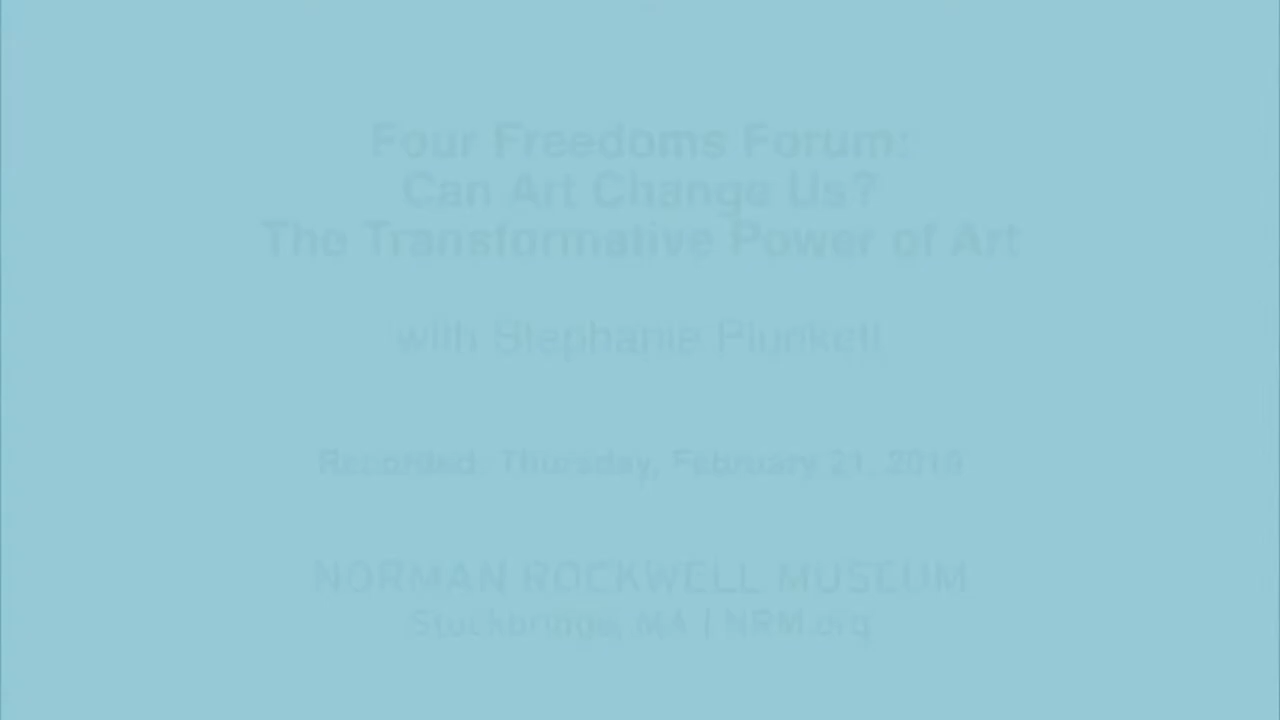 Four Freedoms Forum:
Can Art Change Us?
The Transformative Power of Art
with Stephanie Plunkett
Recorded: Thursday, February 21, 2019
NORMAN ROCKWELL MUSEUM
Stockbridge, MA | NRM.org